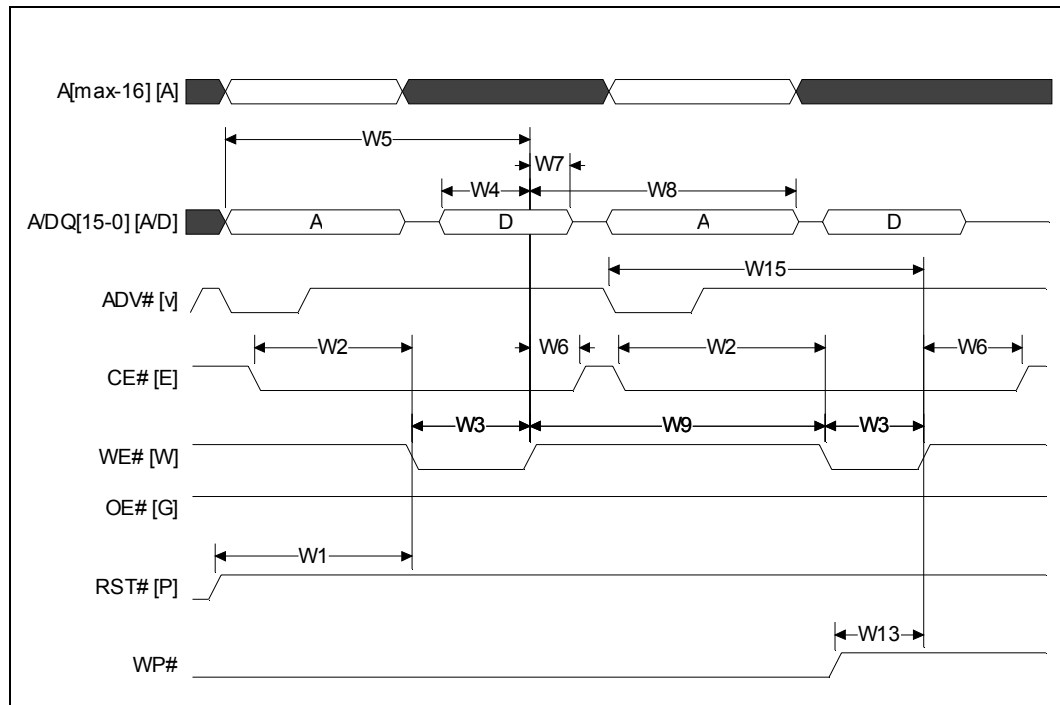 A[max-16] [A]
W5
W7
W4
W8
A/DQ[15-0] [A/D]
A
D
A
D
W15
ADV# [v]
W2
W6
W2
W6
CE# [E]
W3
W9
W3
WE# [W]
OE# [G]
W1
RST# [P]
W13
WP#